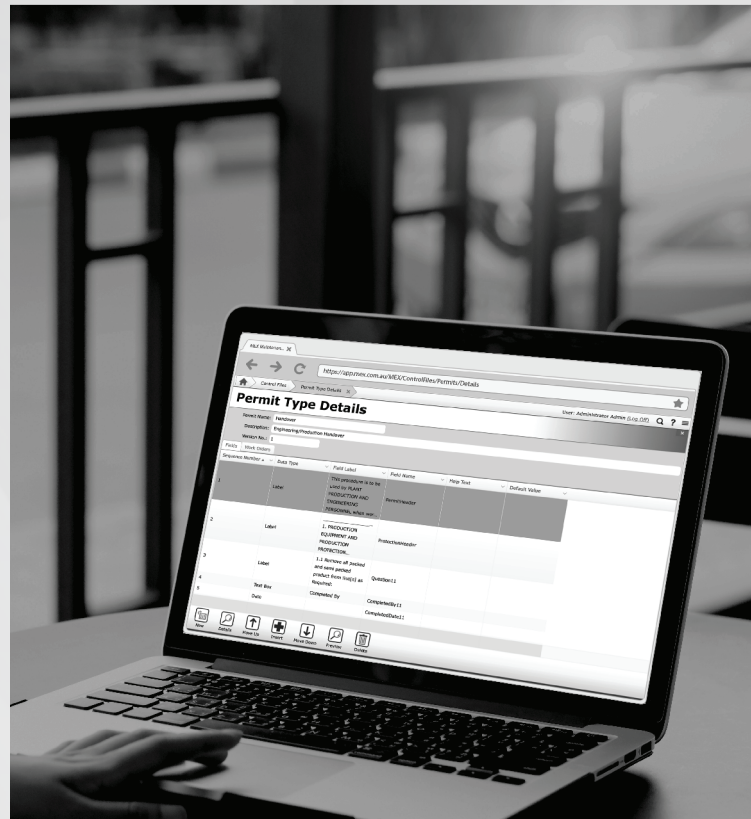 MEX Maintenan... X
https://app.mex.com.au/MEX/ControlFiles/Permits/Details
Control Files
Permit Type Details x
User: Administrator Admin (Log Off) Q ? ≡
Permit Type Details
Permit Name: Handover
Description: Engineering/Production Handover
Version No.: 1
Fields Work Orders
Sequence Number Data Type Field Label Field Name Help Text Default Value
1 Label This procedure is to be PermitHeader
used by PLANT
PRODUCTION AND
ENGINEERING
PERSONNEL when
2 Label 1. PRODUCTION ProtectionHeader
EQUIPMENT AND
PRODUCTION
PROTECTION...
3 Label 1.1 Remove all packed Question11
and semi packed
product from line(s) as
Required:
4 Text Box Completed By CompletedBy11
5 Date CompletedDate11
New Details Move Up Insert Move Down Preview Delete